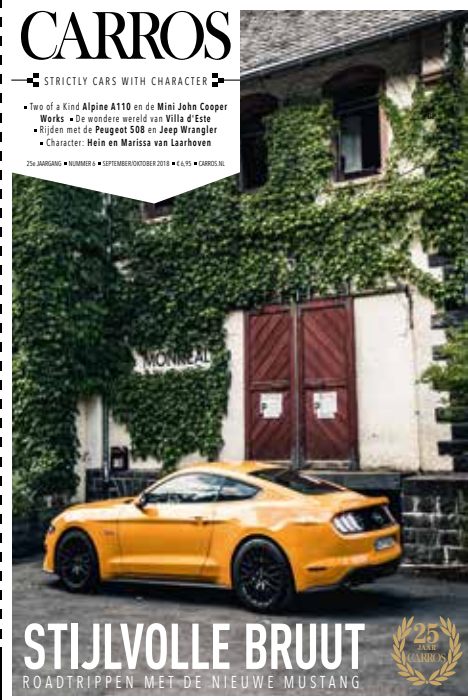 CARROS
STRICTLY CARS WITH CHARACTER
▪ Two of a Kind Alpine A110 en de Mini John Cooper
Works ▪ De wondere wereld van Villa d'Este
▪ Rijden met de Peugeot 508 en Jeep Wrangler
▪ Character: Hein en Marissa van Laarhoven
25e JAARGANG ▪ NUMMER 6 ▪ SEPTEMBER/OKTOBER 2018 ▪ € 6,95 ▪ CARROS.NL
MONREAL
STIJLVOLLE BRUUT
ROADTRIPPEN MET DE NIEUWE MUSTANG
25
JAAR
CARROS